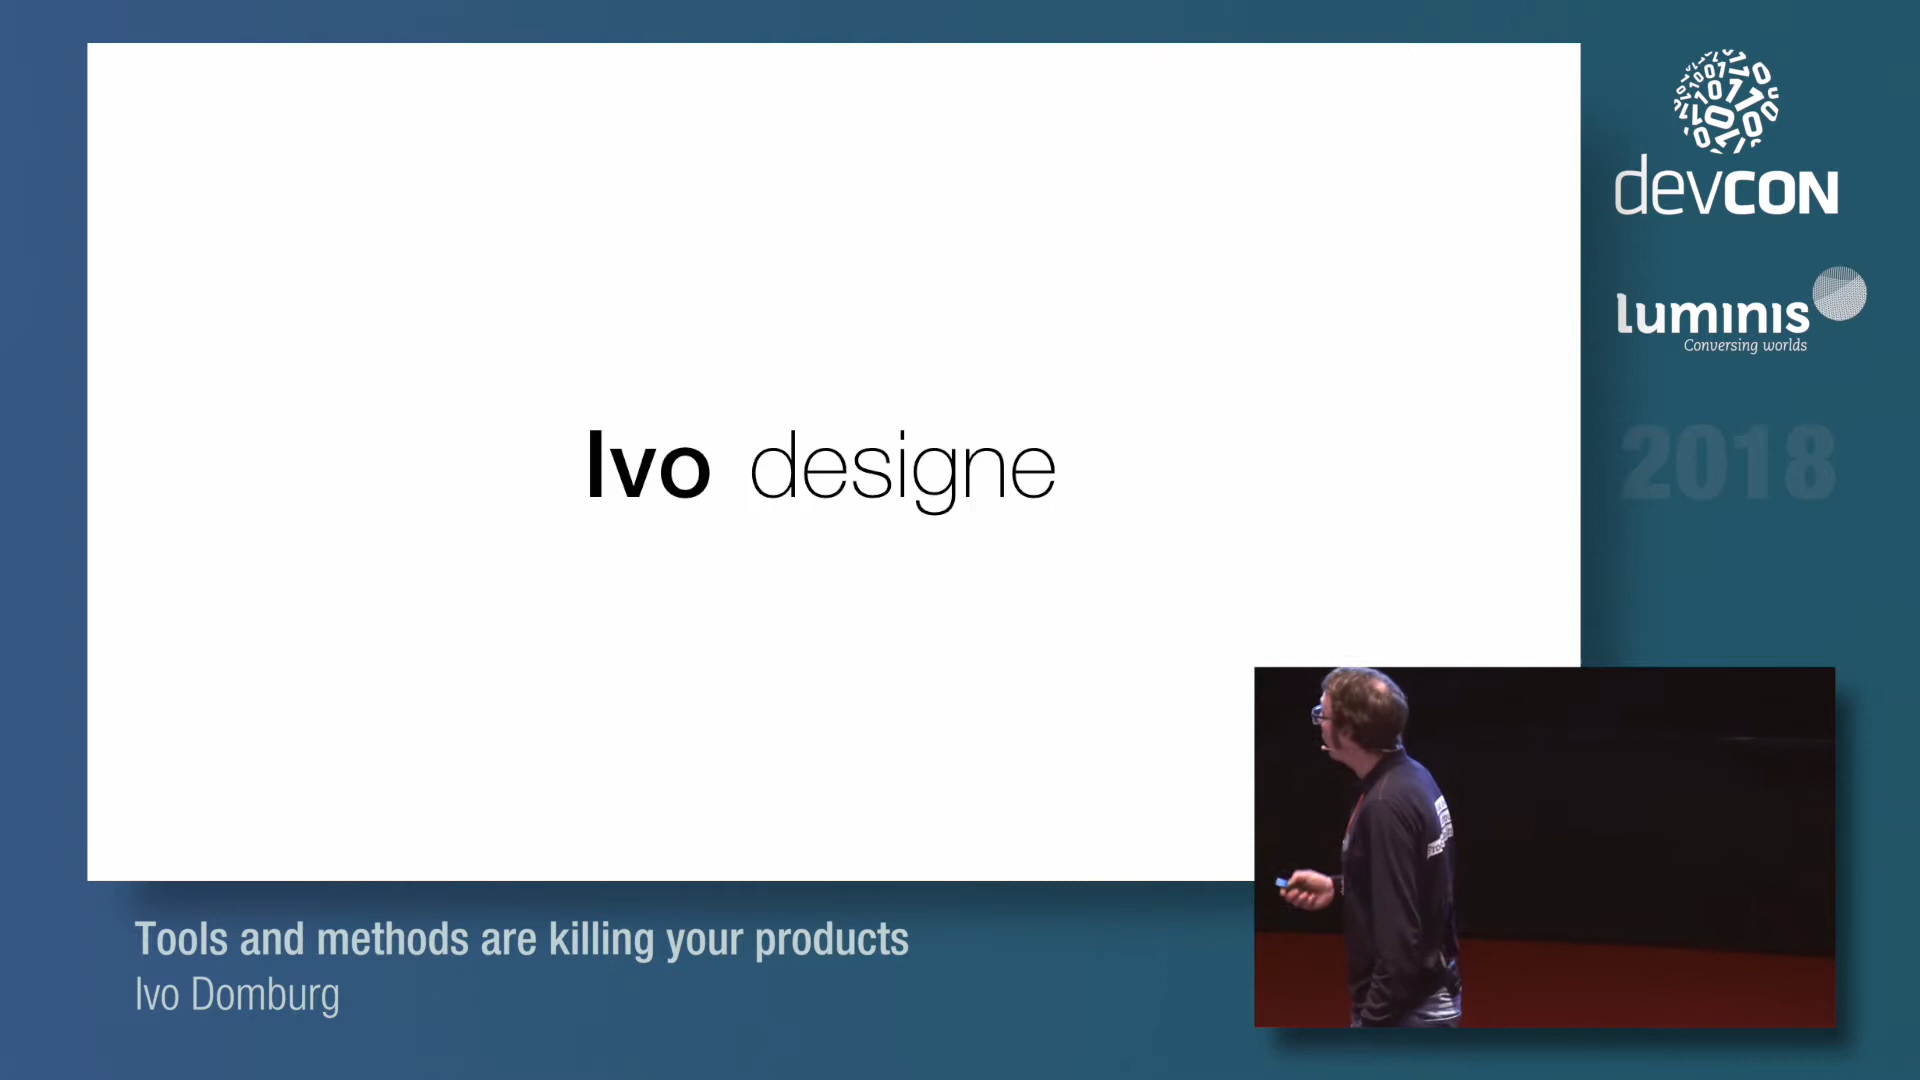 Ivo designe
devcon
luminis
Conversing worlds
2018
Tools and methods are killing your products
Ivo Domburg